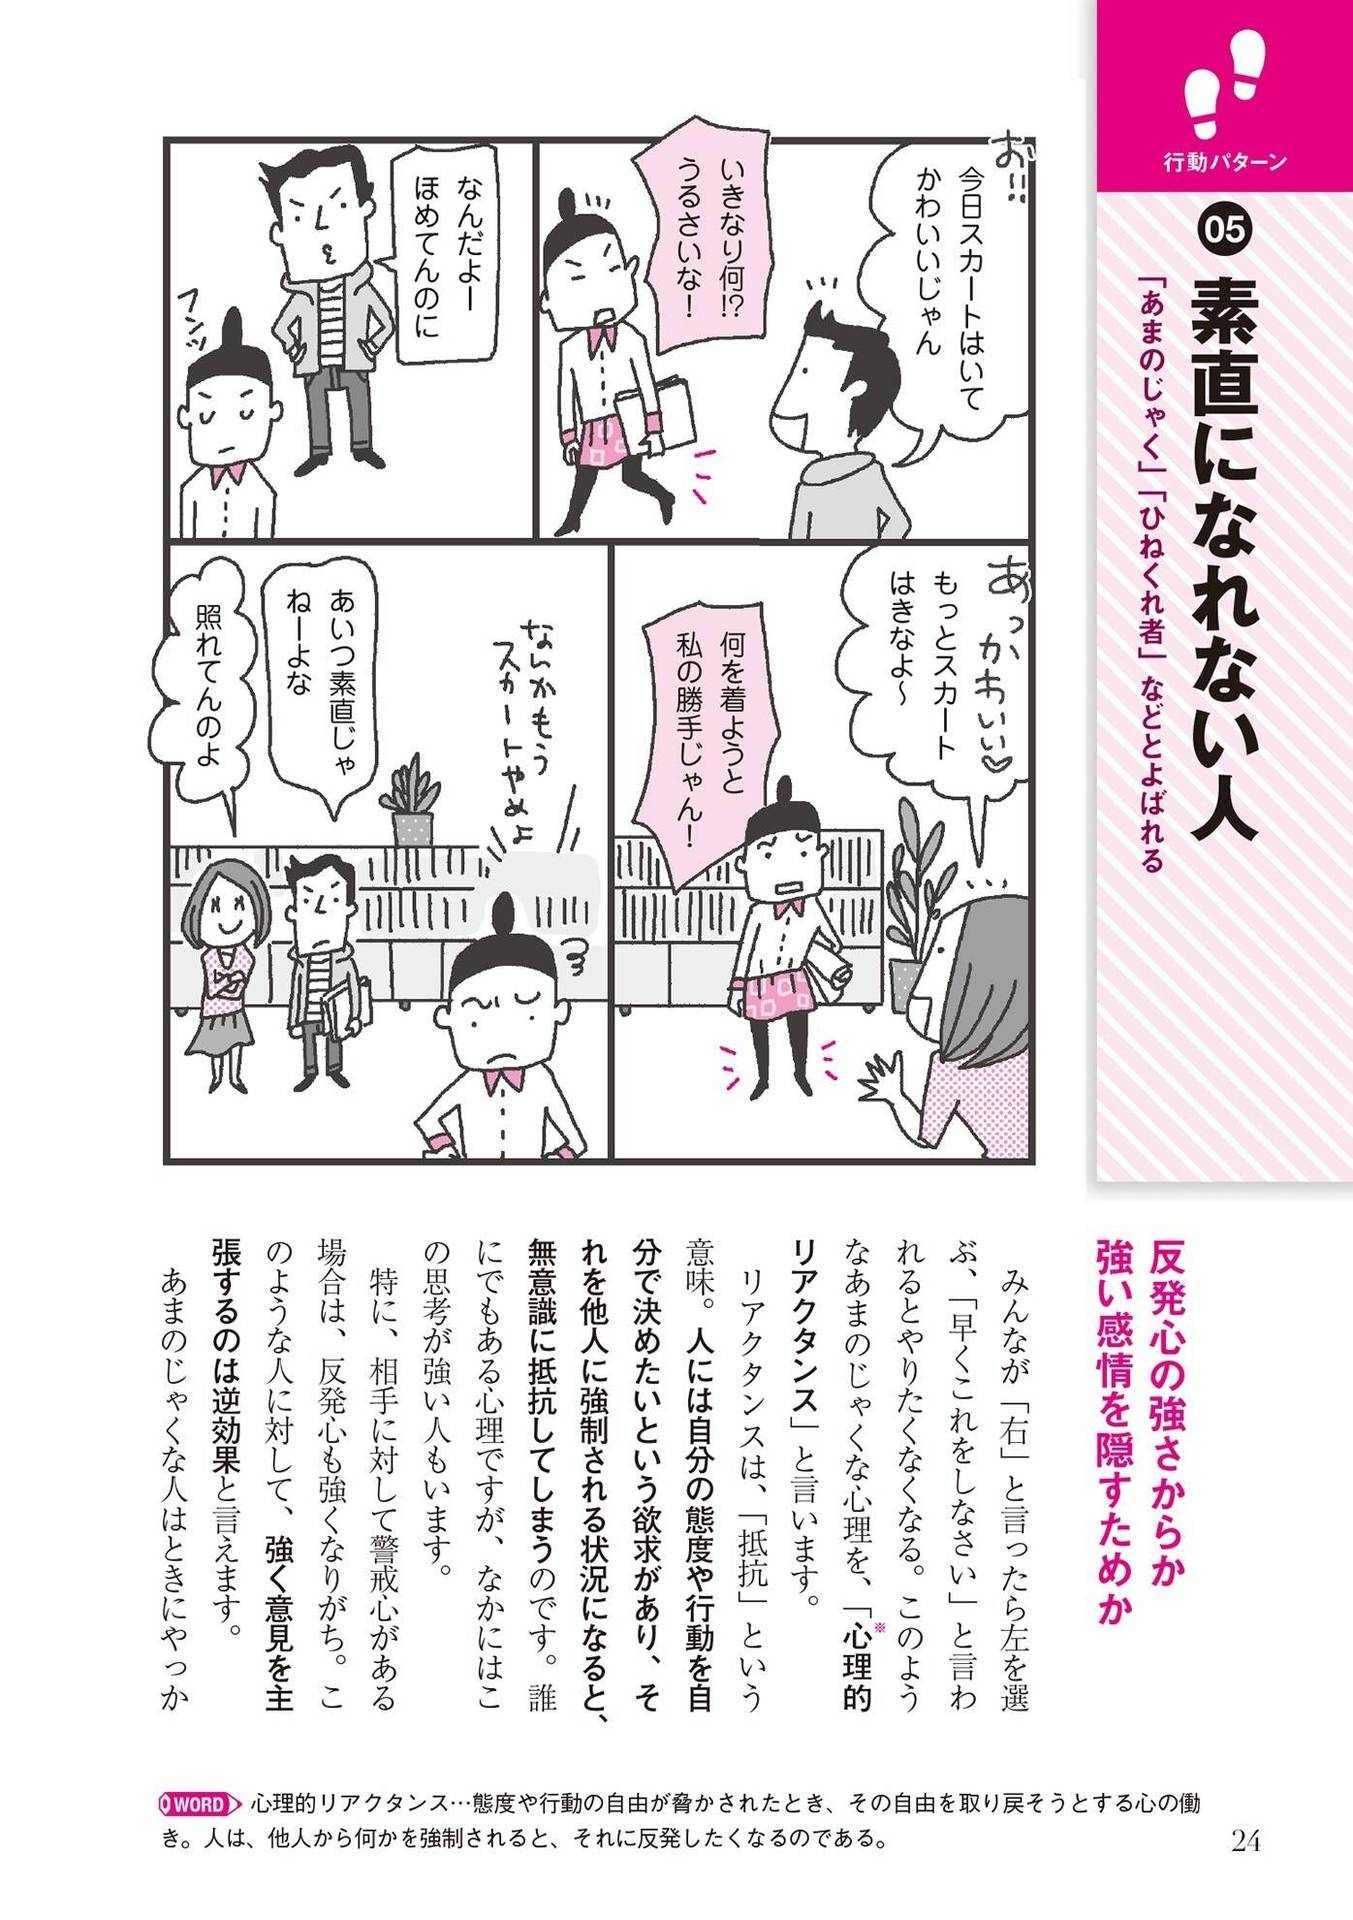 行動パターン
05
素直になれない人
「あまのじゃく」「ひねくれ者」などとよばれる
お!!
今日スカートはいて
かわいいじゃん
いきなり何!?
うるさいな！
なんだよー
ほめてんのに
フンッ
あっ
かわいい♡
もっとスカート
はきなよ〜
何を着ようと
私の勝手じゃん！
なんかもう
スカートやめよ
あいつ素直じゃ
ねーよな
照れてんのよ
反発心の強さからか
強い感情を隠すためか
みんなが「右」と言ったら左を選
ぶ、「早くこれをしなさい」と言わ
れるとやりたくなくなる。このよう
なあまのじゃくな心理を、「心理的※
リアクタンス」と言います。
リアクタンスは、「抵抗」という
意味。人には自分の態度や行動を自
分で決めたいという欲求があり、そ
れを他人に強制される状況になると、
無意識に抵抗してしまうのです。誰
にでもある心理ですが、なかにはこ
の思考が強い人もいます。
特に、相手に対して警戒心がある
場合は、反発心も強くなりがち。こ
のような人に対して、強く意見を主
張するのは逆効果と言えます。
あまのじゃくな人はときにやっか
WORD 心理的リアクタンス…態度や行動の自由が脅かされたとき、その自由を取り戻そうとする心の働
き。人は、他人から何かを強制されると、それに反発したくなるのである。
24